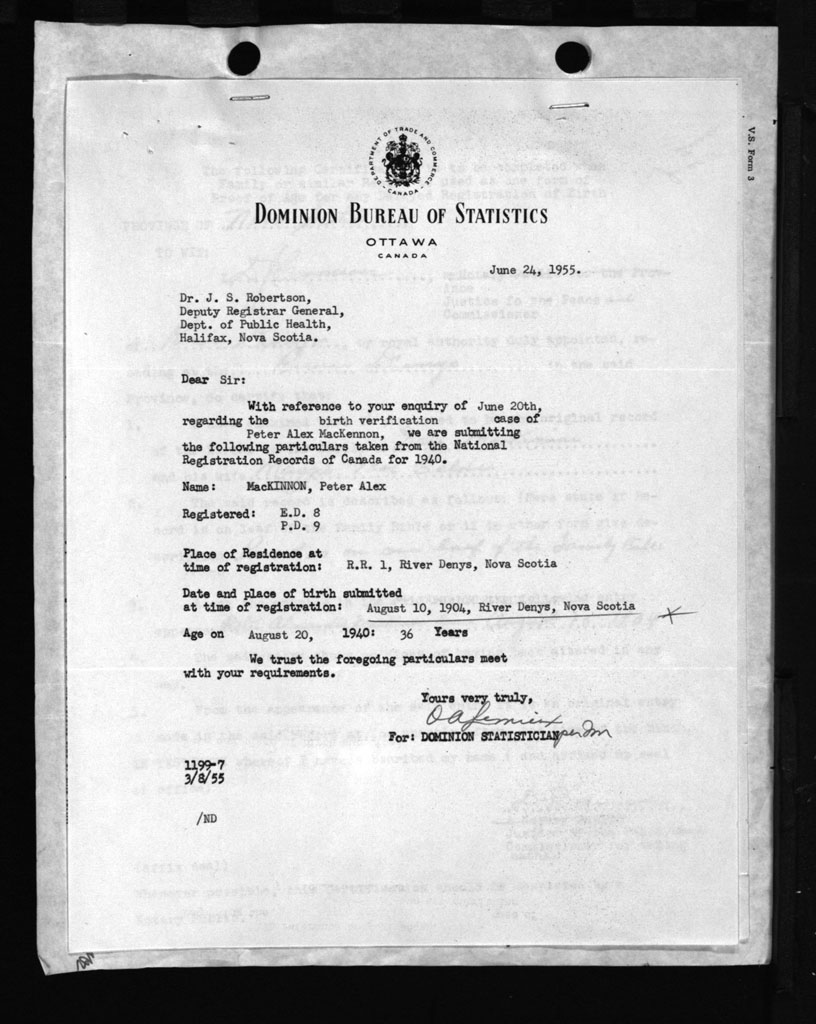 DEPARTMENT OF TRADE AND COMMERCE
CANADA
V.S. Form 3
DOMINION BUREAU OF STATISTICS
OTTAWA
CANADA
June 24, 1955.
Dr. J. S. Robertson,
Deputy Registrar General,
Dept. of Public Health,
Halifax, Nova Scotia.
Dear Sir:
With reference to your enquiry of June 20th,
regarding the birth verification case of
Peter Alex MacKennon, we are submitting
the following particulars taken from the National
Registration Records of Canada for 1940.
Name: MacKINNON, Peter Alex
Registered: E.D. 8
P.D. 9
Place of Residence at
time of registration: R.R. 1, River Denys, Nova Scotia
Date and place of birth submitted
at time of registration: August 10, 1904, River Denys, Nova Scotia X
Age on August 20, 1940: 36 Years
We trust the foregoing particulars meet
with your requirements.
Yours very truly,
For: DOMINION STATISTICIAN per
1199-7
3/8/55
/ND